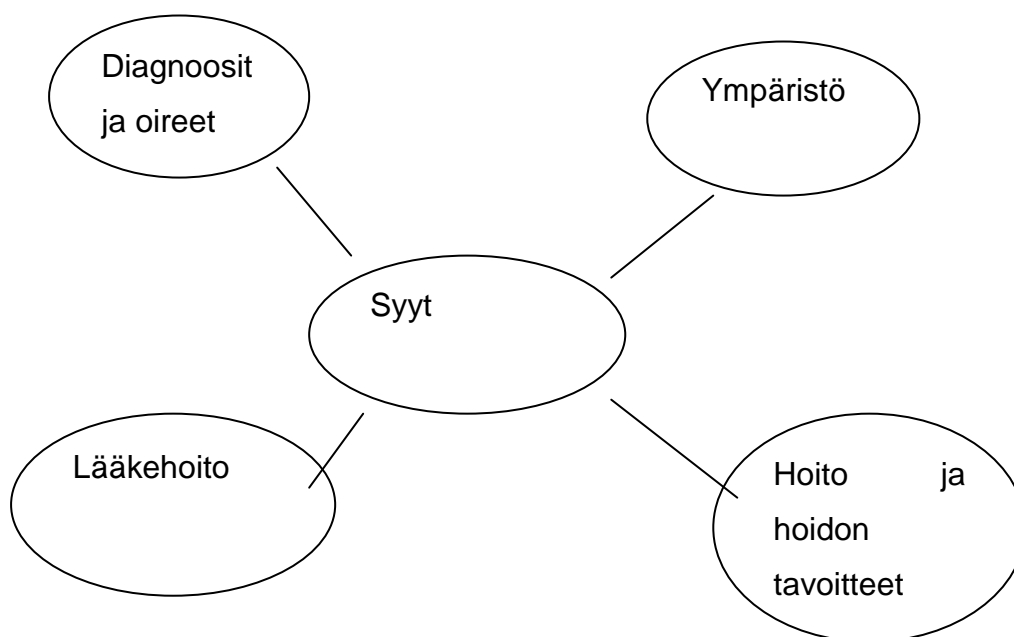 Diagnoosit
ja oireet
Ympäristö
Syyt
Lääkehoito
Hoito ja
hoidon
tavoitteet